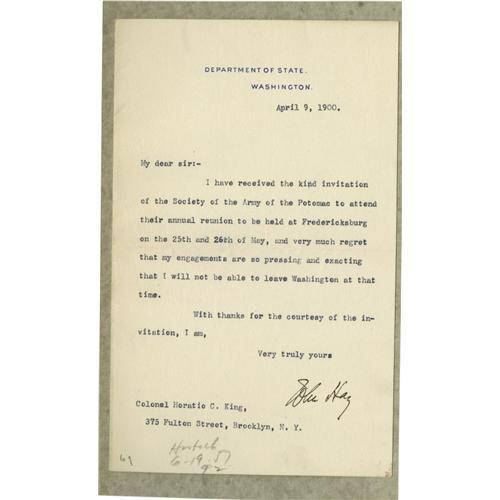 DEPARTMENT OF STATE.
WASHINGTON.
April 9, 1900.
My dear sir:-
I have received the kind invitation
of the Society of the Army of the Potomac to attend
their annual reunion to be held at Fredericksburg
on the 25th and 26th of May, and very much regret
that my engagements are so pressing and exacting
that I will not be able to leave Washington at that
time.
With thanks for the courtesy of the in-
vitation, I am,
Very truly yours
John Hay
Colonel Horatio C. King,
375 Fulton Street, Brooklyn, N. Y.
6-19-51